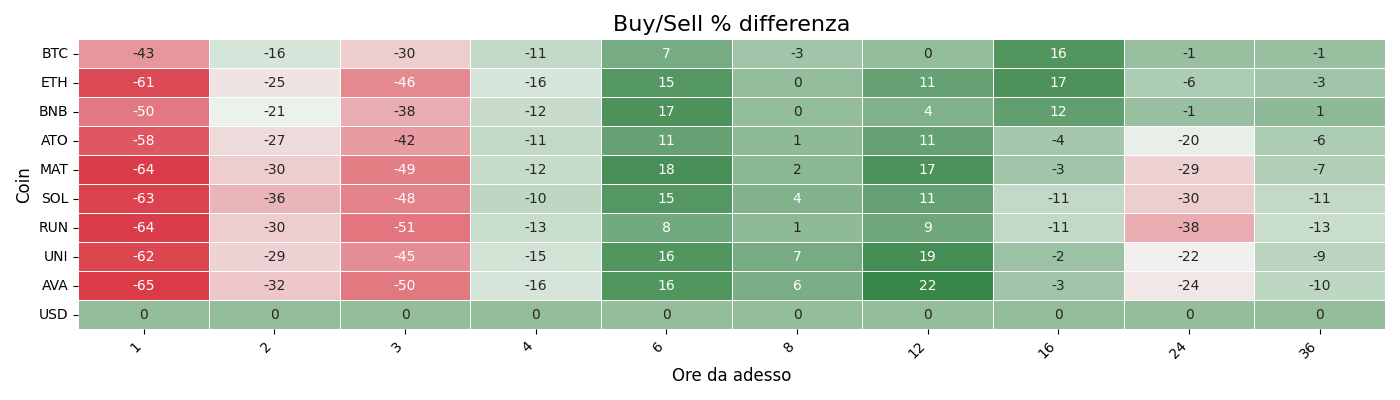 Buy/Sell % differenza
Coin
BTC -43 -16 -30 -11 7 -3 0 16 -1 -1
ETH -61 -25 -46 -16 15 0 11 17 -6 -3
BNB -50 -21 -38 -12 17 0 4 12 -1 1
ATO -58 -27 -42 -11 11 1 11 -4 -20 -6
MAT -64 -30 -49 -12 18 2 17 -3 -29 -7
SOL -63 -36 -48 -10 15 4 11 -11 -30 -11
RUN -64 -30 -51 -13 8 1 9 -11 -38 -13
UNI -62 -29 -45 -15 16 7 19 -2 -22 -9
AVA -65 -32 -50 -16 16 6 22 -3 -24 -10
USD 0 0 0 0 0 0 0 0 0 0
1 2 3 4 6 8 12 16 24 36
Ore da adesso